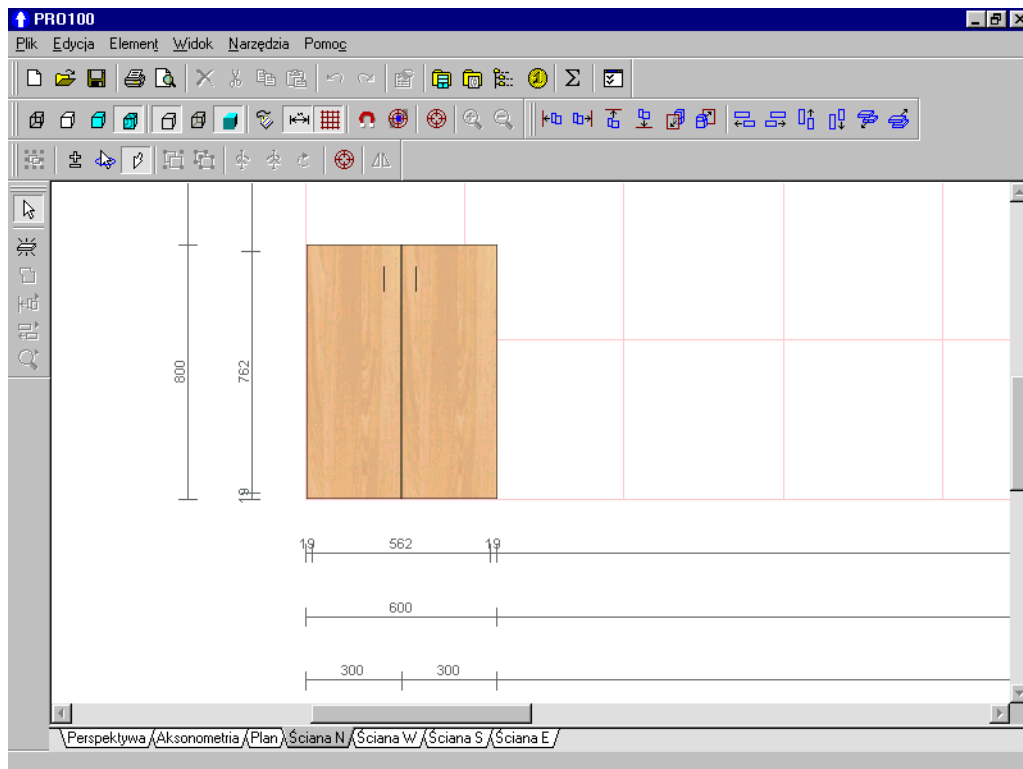 PRO100
Plik Edycja Element Widok Narzędzia Pomoc
800
762
19
19 562 19
600
300 300
Perspektywa Aksonometria Plan Ściana N Ściana W Ściana S Ściana E